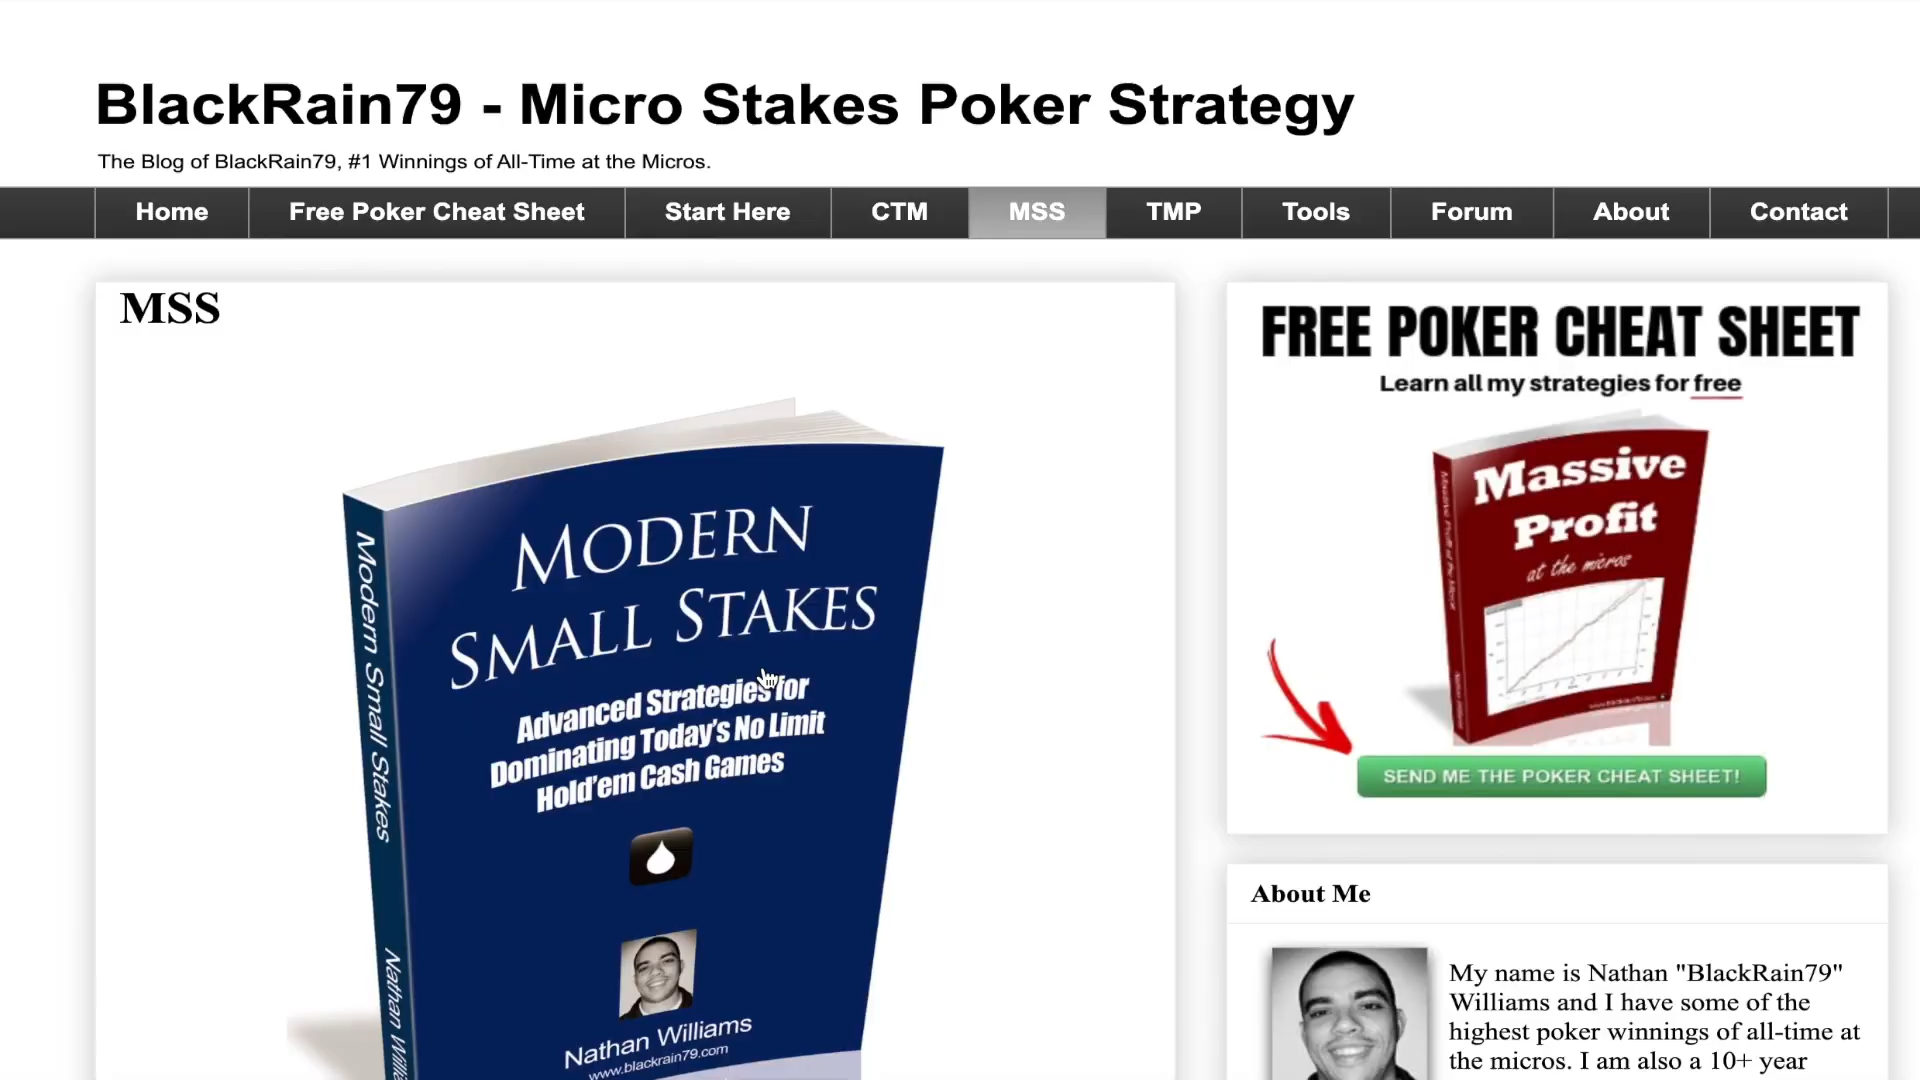 BlackRain79 - Micro Stakes Poker Strategy
The Blog of BlackRain79, #1 Winnings of All-Time at the Micros.
Home
Free Poker Cheat Sheet
Start Here
CTM
MSS
TMP
Tools
Forum
About
Contact
MSS
MODERN
SMALL STAKES
Advanced Strategies for
Dominating Today's No Limit
Hold'em Cash Games
Nathan Williams
www.blackrain79.com
Modern Small Stakes
FREE POKER CHEAT SHEET
Learn all my strategies for free
Massive
Profit
at the micros
SEND ME THE POKER CHEAT SHEET!
About Me
My name is Nathan "BlackRain79"
Williams and I have some of the
highest poker winnings of all-time at
the micros. I am also a 10+ year